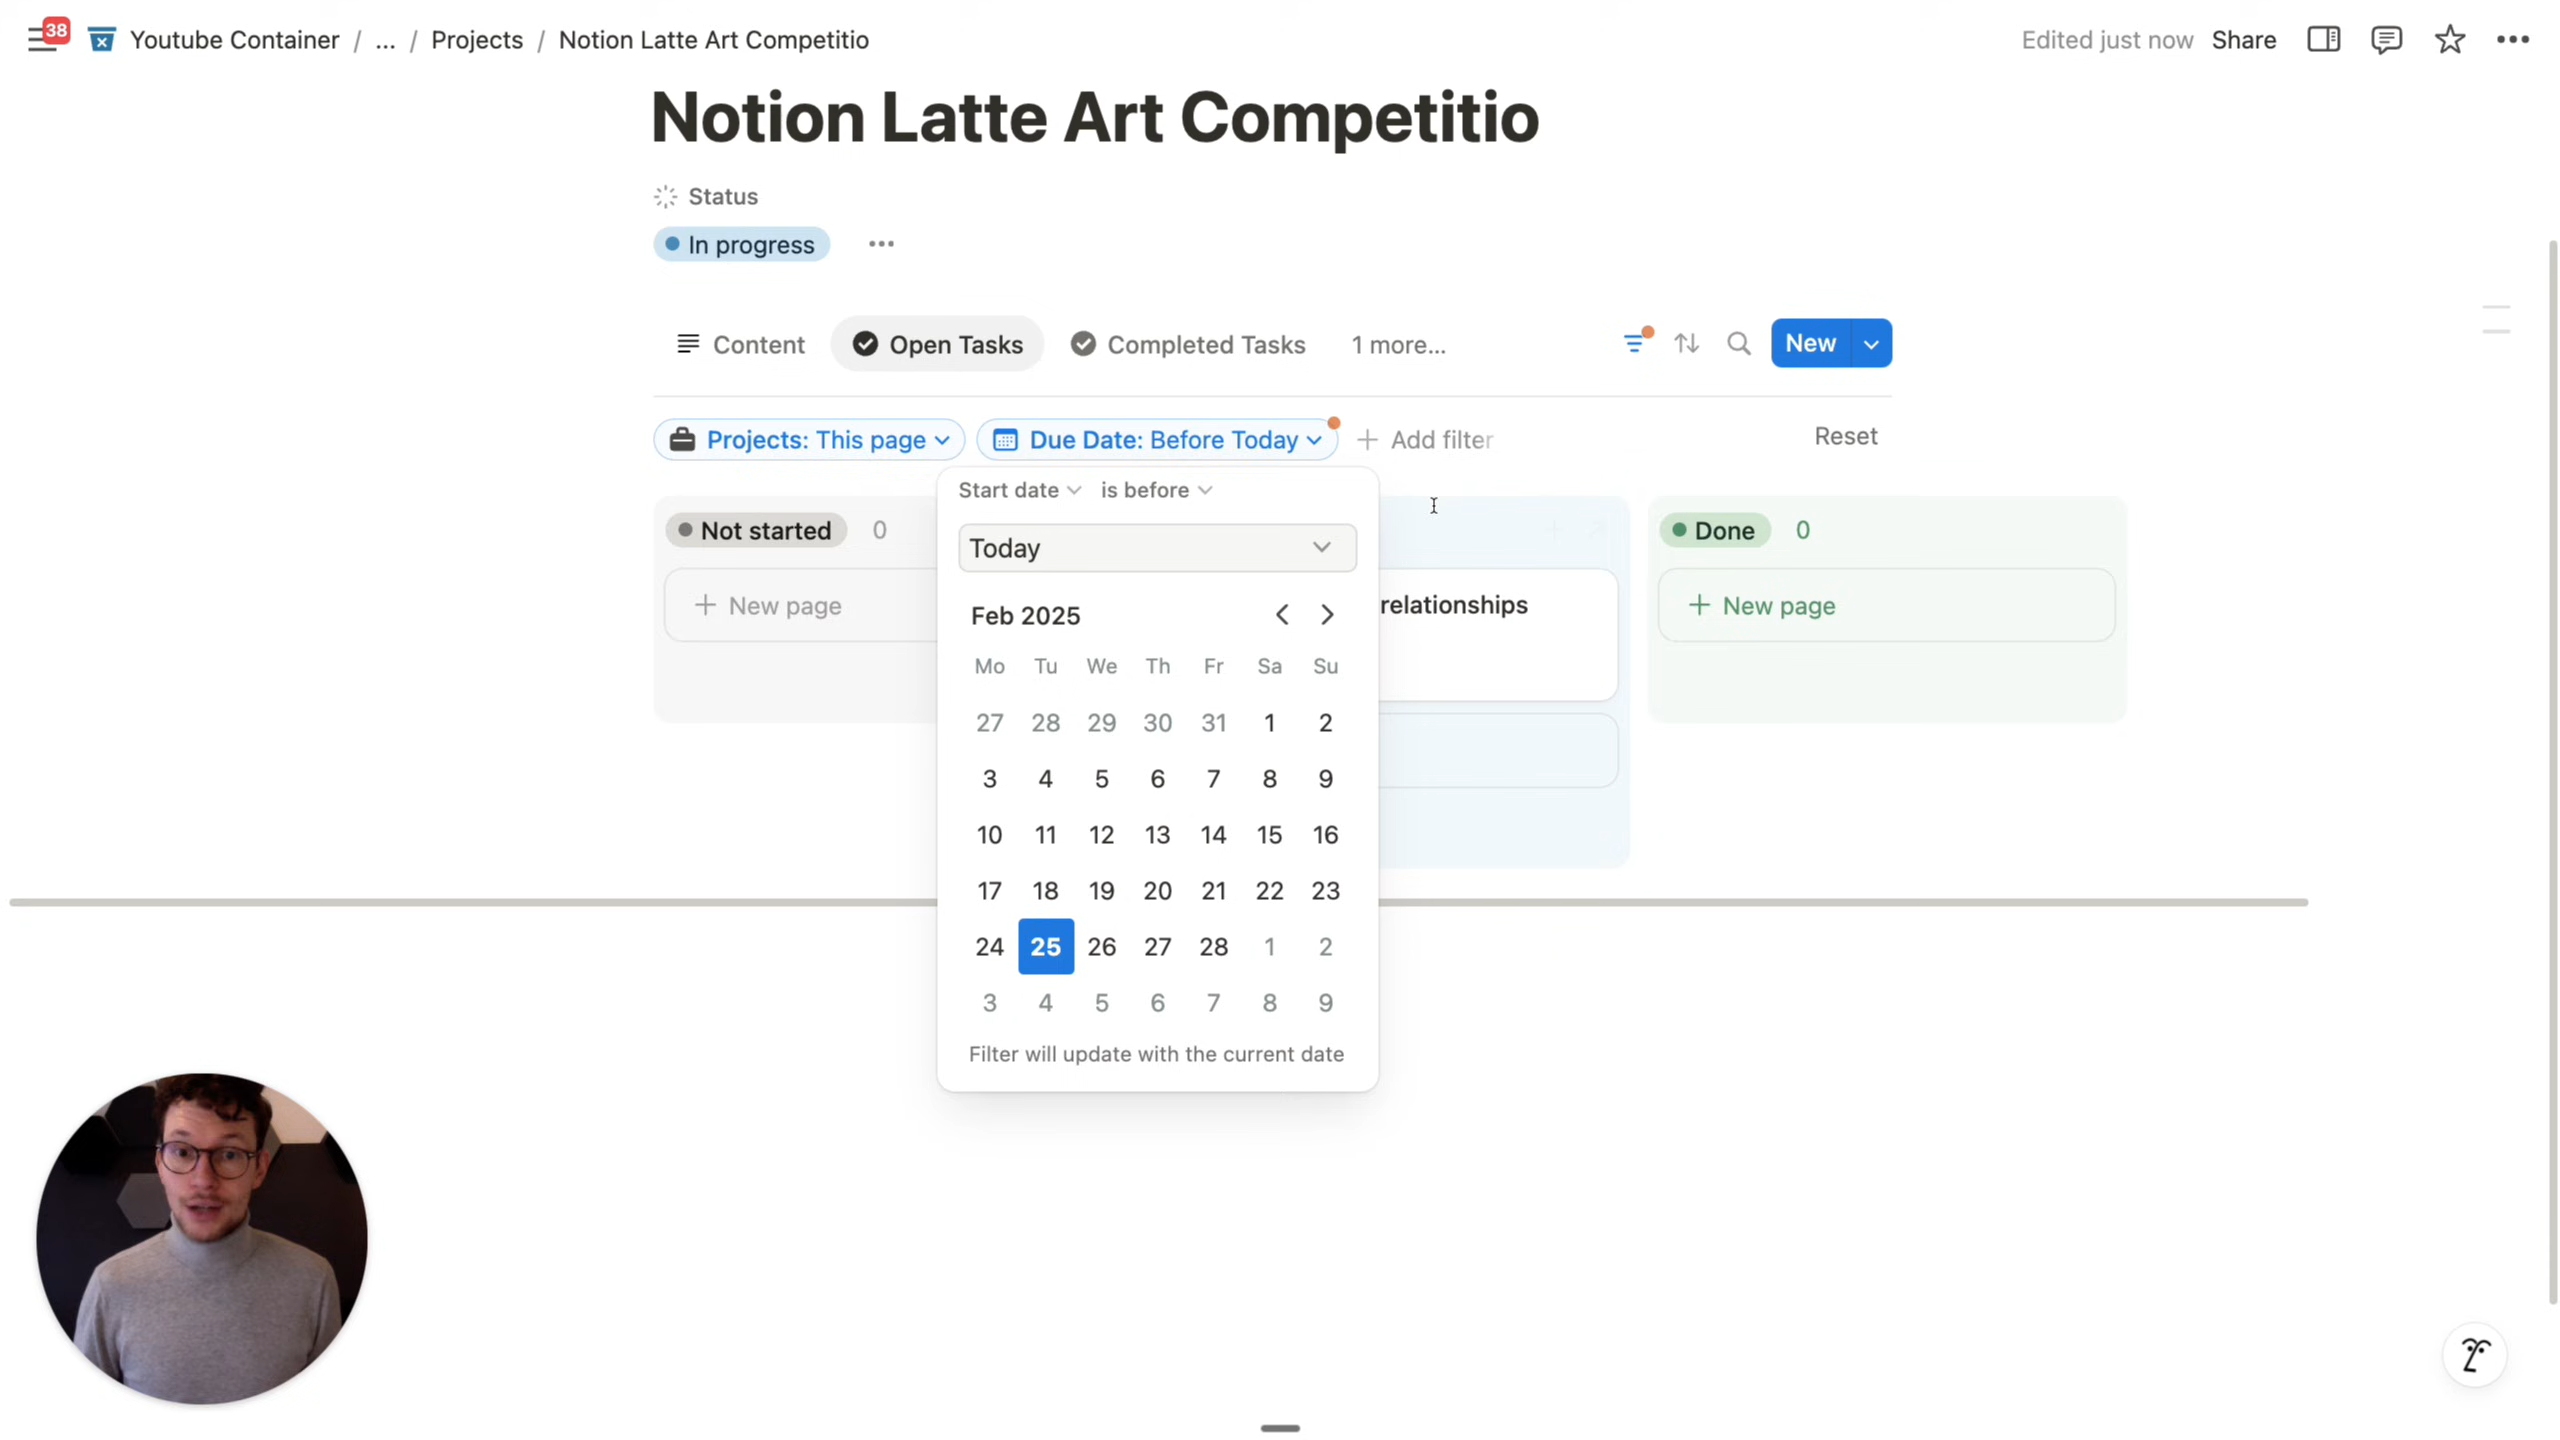 38 Youtube Container / ... / Projects / Notion Latte Art Competitio
Edited just now Share
Notion Latte Art Competitio
Status
In progress
Content Open Tasks Completed Tasks 1 more...
New
Projects: This page Due Date: Before Today + Add filter Reset
Start date is before
Not started 0
Done 0
Today
+ New page
relationships
+ New page
Feb 2025
Mo Tu We Th Fr Sa Su
27 28 29 30 31 1 2
3 4 5 6 7 8 9
10 11 12 13 14 15 16
17 18 19 20 21 22 23
24 25 26 27 28 1 2
3 4 5 6 7 8 9
Filter will update with the current date